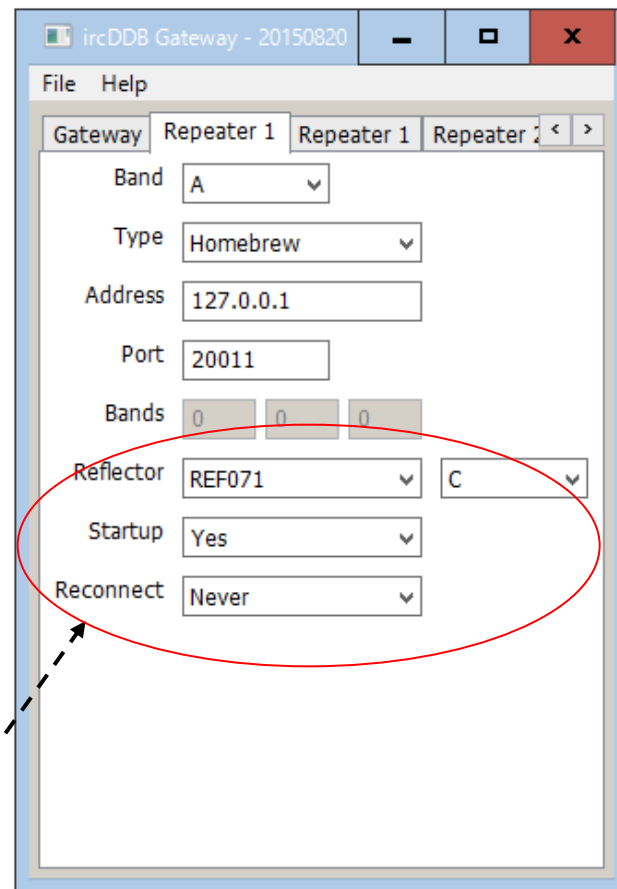 ircDDB Gateway - 20150820
File Help
Gateway Repeater 1 Repeater 1 Repeater
Band A
Type Homebrew
Address 127.0.0.1
Port 20011
Bands 0 0 0
Reflector REF071 C
Startup Yes
Reconnect Never